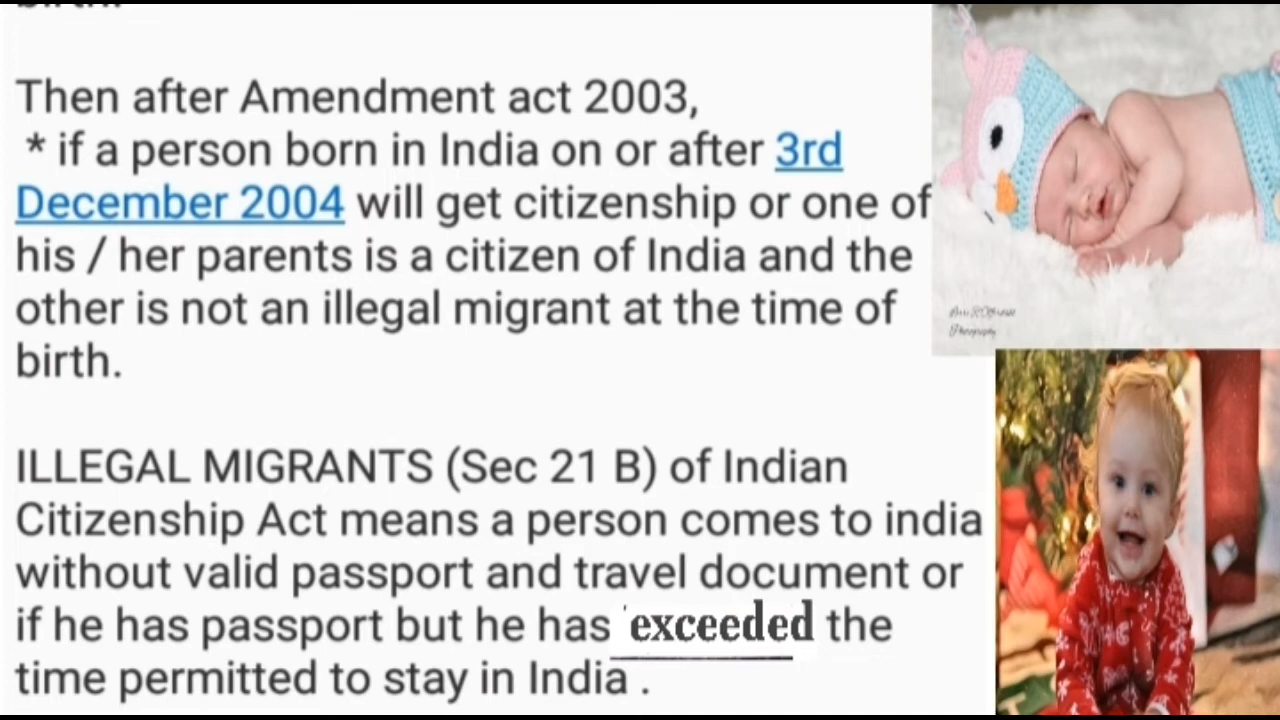 Then after Amendment act 2003,
* if a person born in India on or after 3rd
December 2004 will get citizenship or one of
his / her parents is a citizen of India and the
other is not an illegal migrant at the time of
birth.
ILLEGAL MIGRANTS (Sec 21 B) of Indian
Citizenship Act means a person comes to india
without valid passport and travel document or
if he has passport but he has exceeded the
time permitted to stay in India .
Photography